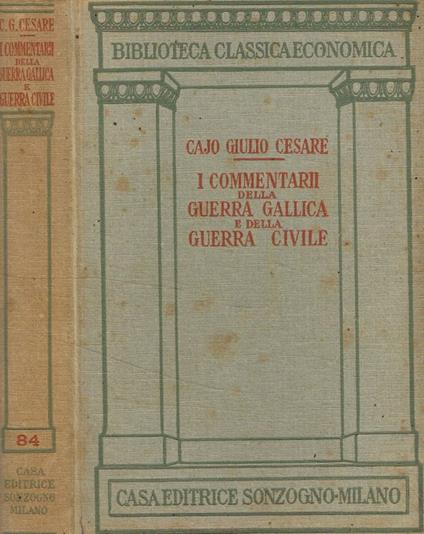 C. G. CESARE
I COMMENTARII
DELLA
GUERRA GALLICA
E
GUERRA CIVILE
84
CASA
EDITRICE
SONZOGNO
MILANO
BIBLIOTECA CLASSICA ECONOMICA
CAJO GIULIO CESARE
I COMMENTARII
DELLA
GUERRA GALLICA
E DELLA
GUERRA CIVILE
CASA EDITRICE SONZOGNO-MILANO